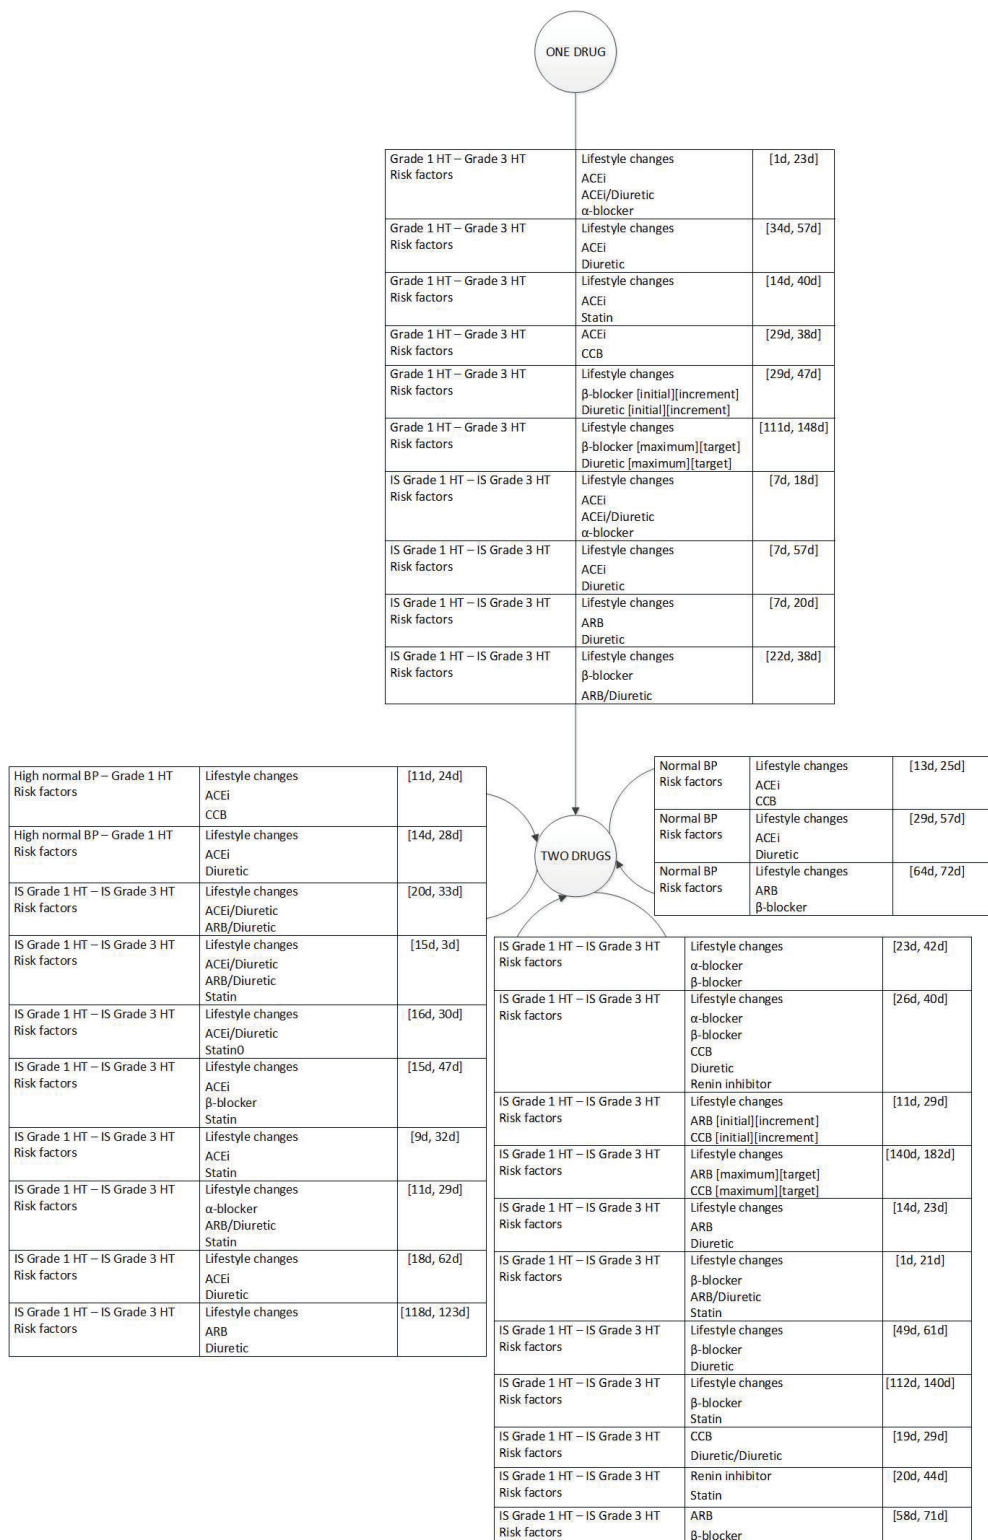 ONE DRUG
Grade 1 HT – Grade 3 HT
Risk factors
Lifestyle changes
ACEi
ACEi/Diuretic
α-blocker
[1d, 23d]
Grade 1 HT – Grade 3 HT
Risk factors
Lifestyle changes
ACEi
Diuretic
[34d, 57d]
Grade 1 HT – Grade 3 HT
Risk factors
Lifestyle changes
ACEi
Statin
[14d, 40d]
Grade 1 HT – Grade 3 HT
Risk factors
ACEi
CCB
[29d, 38d]
Grade 1 HT – Grade 3 HT
Risk factors
Lifestyle changes
β-blocker [initial][increment]
Diuretic [initial][increment]
[29d, 47d]
Grade 1 HT – Grade 3 HT
Risk factors
Lifestyle changes
β-blocker [maximum][target]
Diuretic [maximum][target]
[111d, 148d]
IS Grade 1 HT – IS Grade 3 HT
Risk factors
Lifestyle changes
ACEi
ACEi/Diuretic
α-blocker
[7d, 18d]
IS Grade 1 HT – IS Grade 3 HT
Risk factors
Lifestyle changes
ACEi
Diuretic
[7d, 57d]
IS Grade 1 HT – IS Grade 3 HT
Risk factors
Lifestyle changes
ARB
Diuretic
[7d, 20d]
IS Grade 1 HT – IS Grade 3 HT
Risk factors
Lifestyle changes
β-blocker
ARB/Diuretic
[22d, 38d]
High normal BP – Grade 1 HT
Risk factors
Lifestyle changes
ACEi
CCB
[11d, 24d]
High normal BP – Grade 1 HT
Risk factors
Lifestyle changes
ACEi
Diuretic
[14d, 28d]
IS Grade 1 HT – IS Grade 3 HT
Risk factors
Lifestyle changes
ACEi/Diuretic
ARB/Diuretic
[20d, 33d]
IS Grade 1 HT – IS Grade 3 HT
Risk factors
Lifestyle changes
ACEi/Diuretic
ARB/Diuretic
Statin
[15d, 3d]
IS Grade 1 HT – IS Grade 3 HT
Risk factors
Lifestyle changes
ACEi/Diuretic
Statin0
[16d, 30d]
IS Grade 1 HT – IS Grade 3 HT
Risk factors
Lifestyle changes
ACEi
β-blocker
Statin
[15d, 47d]
IS Grade 1 HT – IS Grade 3 HT
Risk factors
Lifestyle changes
ACEi
Statin
[9d, 32d]
IS Grade 1 HT – IS Grade 3 HT
Risk factors
Lifestyle changes
α-blocker
ARB/Diuretic
Statin
[11d, 29d]
IS Grade 1 HT – IS Grade 3 HT
Risk factors
Lifestyle changes
ACEi
Diuretic
[18d, 62d]
IS Grade 1 HT – IS Grade 3 HT
Risk factors
Lifestyle changes
ARB
Diuretic
[118d, 123d]
TWO DRUGS
Normal BP
Risk factors
Lifestyle changes
ACEi
CCB
[13d, 25d]
Normal BP
Risk factors
Lifestyle changes
ACEi
Diuretic
[29d, 57d]
Normal BP
Risk factors
Lifestyle changes
ARB
β-blocker
[64d, 72d]
IS Grade 1 HT – IS Grade 3 HT
Risk factors
Lifestyle changes
α-blocker
β-blocker
[23d, 42d]
IS Grade 1 HT – IS Grade 3 HT
Risk factors
Lifestyle changes
α-blocker
β-blocker
CCB
Diuretic
Renin inhibitor
[26d, 40d]
IS Grade 1 HT – IS Grade 3 HT
Risk factors
Lifestyle changes
ARB [initial][increment]
CCB [initial][increment]
[11d, 29d]
IS Grade 1 HT – IS Grade 3 HT
Risk factors
Lifestyle changes
ARB [maximum][target]
CCB [maximum][target]
[140d, 182d]
IS Grade 1 HT – IS Grade 3 HT
Risk factors
Lifestyle changes
ARB
Diuretic
[14d, 23d]
IS Grade 1 HT – IS Grade 3 HT
Risk factors
Lifestyle changes
β-blocker
ARB/Diuretic
Statin
[1d, 21d]
IS Grade 1 HT – IS Grade 3 HT
Risk factors
Lifestyle changes
β-blocker
Diuretic
[49d, 61d]
IS Grade 1 HT – IS Grade 3 HT
Risk factors
Lifestyle changes
β-blocker
Statin
[112d, 140d]
IS Grade 1 HT – IS Grade 3 HT
Risk factors
CCB
Diuretic/Diuretic
[19d, 29d]
IS Grade 1 HT – IS Grade 3 HT
Risk factors
Renin inhibitor
Statin
[20d, 44d]
IS Grade 1 HT – IS Grade 3 HT
Risk factors
ARB
β-blocker
[58d, 71d]